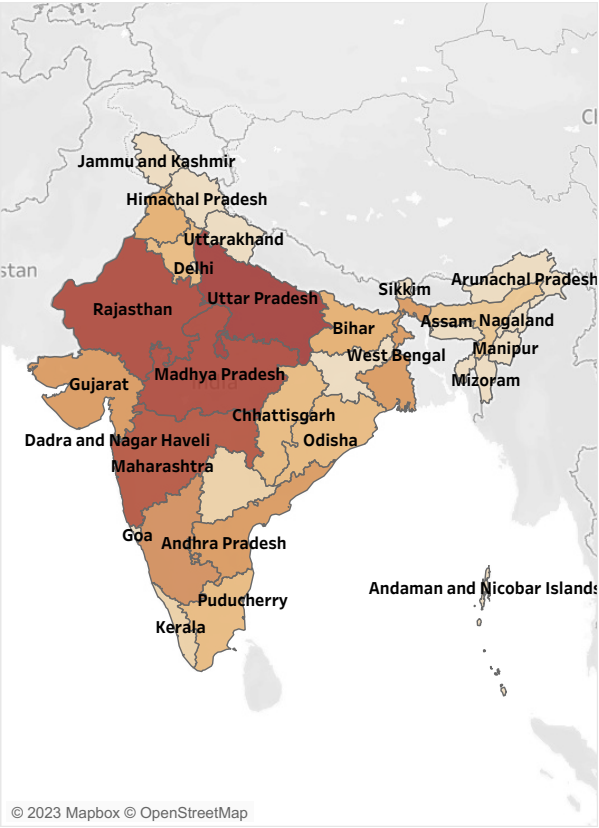 Cl
Jammu and Kashmir
Himachal Pradesh
Uttarakhand
stan
Delhi
Arunachal Pradesh
Sikkim
Uttar Pradesh
Rajasthan
Assam
Nagaland
Bihar
Manipur
West Bengal
Madhya Pradesh
India
Mizoram
Gujarat
Chhattisgarh
Odisha
Dadra and Nagar Haveli
Maharashtra
Goa
Andhra Pradesh
Andaman and Nicobar Islands
Puducherry
Kerala
© 2023 Mapbox © OpenStreetMap